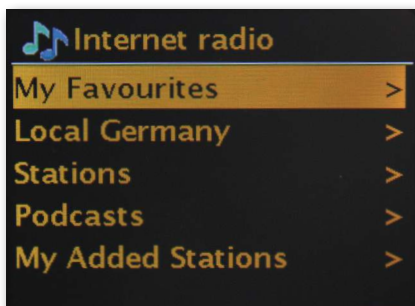 Internet radio
My Favourites >
Local Germany >
Stations >
Podcasts >
My Added Stations >